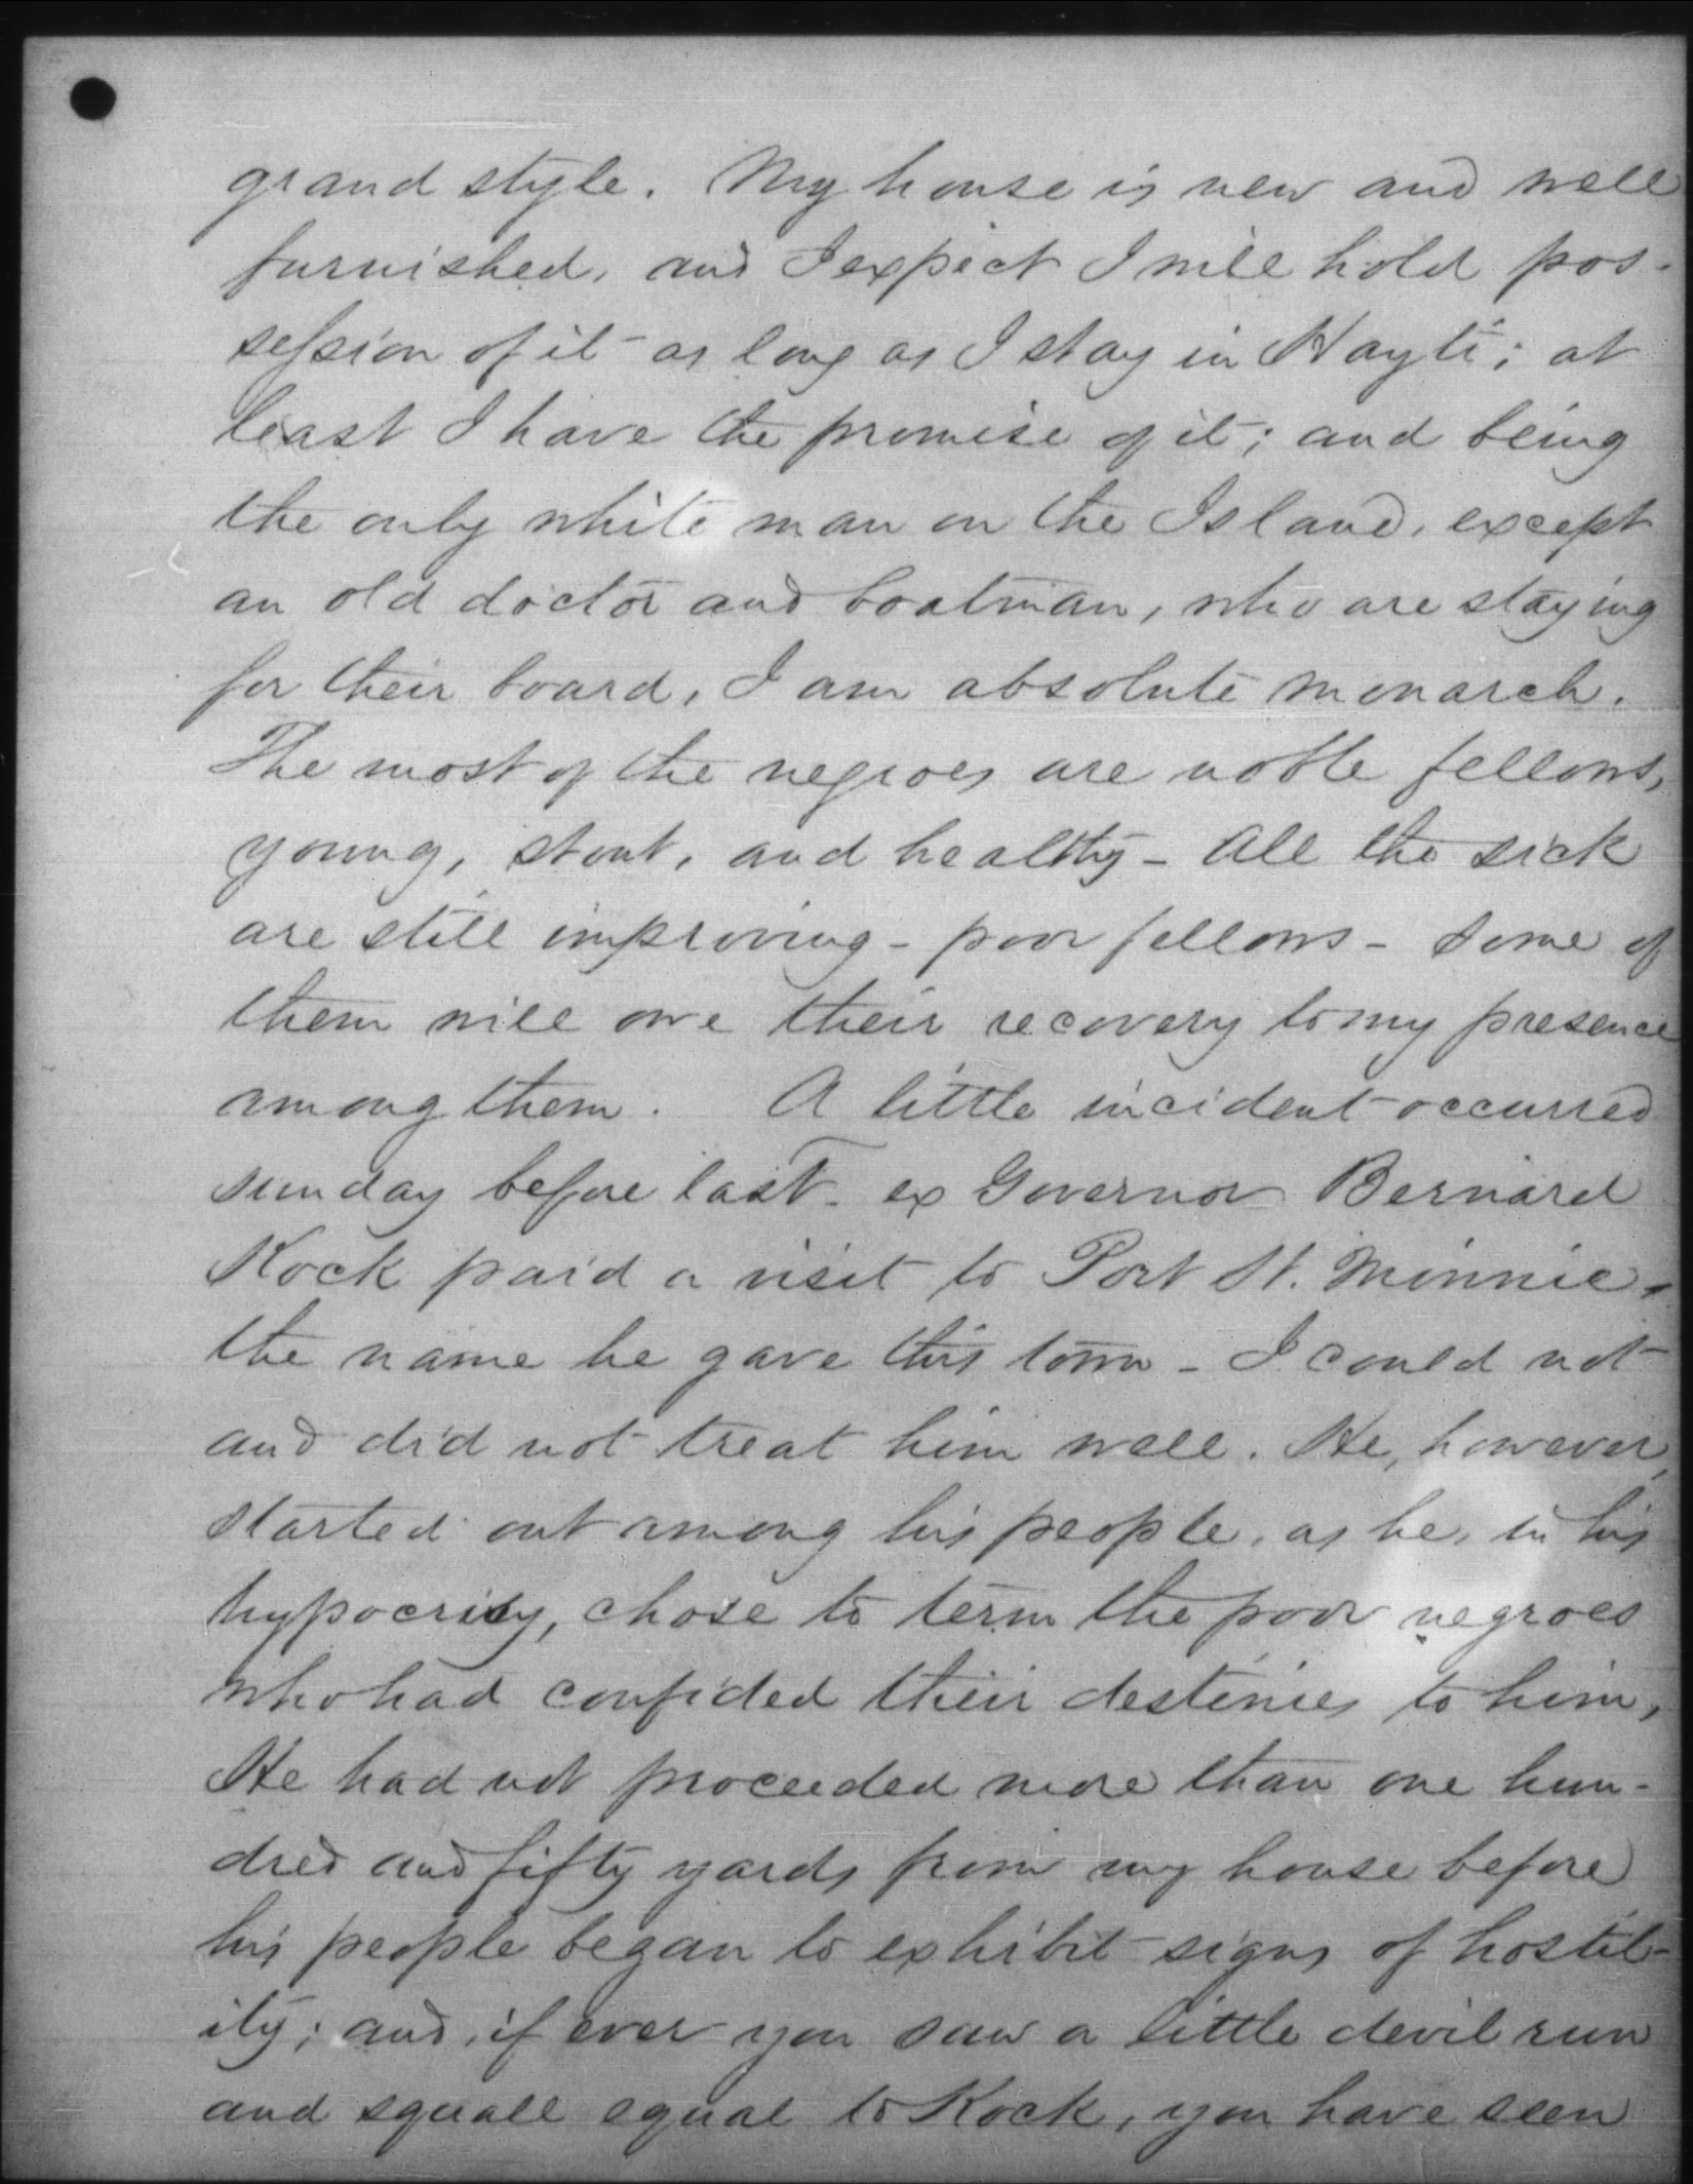 grand style. My house is new and well
furnished, and I expect I will hold pos-
session of it as long as I stay in Hayti; at
least I have the promise of it; and being
the only white man on the Island, except
an old doctor and boatman, who are staying
for their board, I am absolute monarch.
The most of the negroes are noble fellows,
young, stout, and healthy - All the sick
are still improving - poor fellows - some of
them will owe their recovery to my presence
among them. A little incident occurred
sunday before last - ex Governor Bernard
Kock paid a visit to Port St. Minnie,
the name he gave this town - I could not
and did not treat him well. He, however,
started out among his people, as he, in his
hypocrisy, chose to term the poor negroes
who had confided their destinies to him,
He had not proceeded more than one hun-
dred and fifty yards from my house before
his people began to exhibit signs of hostil-
ity; and, if ever you saw a little devil run
and squall equal to Kock, you have seen